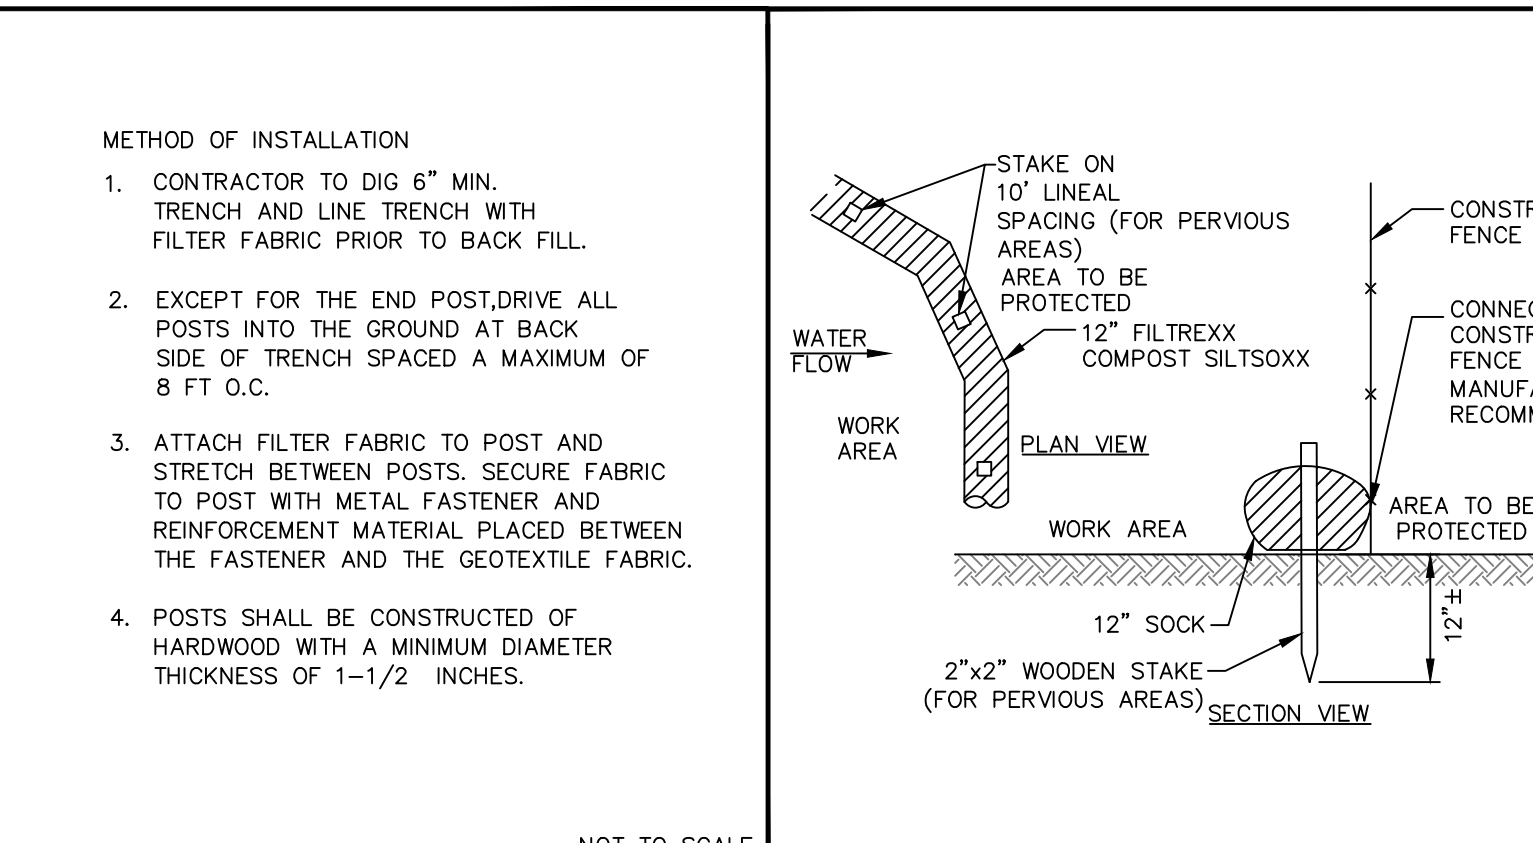 METHOD OF INSTALLATION
1. CONTRACTOR TO DIG 6" MIN.
TRENCH AND LINE TRENCH WITH
FILTER FABRIC PRIOR TO BACK FILL.
2. EXCEPT FOR THE END POST,DRIVE ALL
POSTS INTO THE GROUND AT BACK
SIDE OF TRENCH SPACED A MAXIMUM OF
8 FT O.C.
3. ATTACH FILTER FABRIC TO POST AND
STRETCH BETWEEN POSTS. SECURE FABRIC
TO POST WITH METAL FASTENER AND
REINFORCEMENT MATERIAL PLACED BETWEEN
THE FASTENER AND THE GEOTEXTILE FABRIC.
4. POSTS SHALL BE CONSTRUCTED OF
HARDWOOD WITH A MINIMUM DIAMETER
THICKNESS OF 1-1/2 INCHES.
NOT TO SCALE
STAKE ON
10' LINEAL
SPACING (FOR PERVIOUS
AREAS)
AREA TO BE
PROTECTED
12" FILTREXX
COMPOST SILTSOXX
WATER
FLOW
WORK
AREA
PLAN VIEW
FENCE
FENCE
WORK AREA
AREA TO BE
PROTECTED
12" SOCK
12"±
2"x2" WOODEN STAKE
(FOR PERVIOUS AREAS)
SECTION VIEW